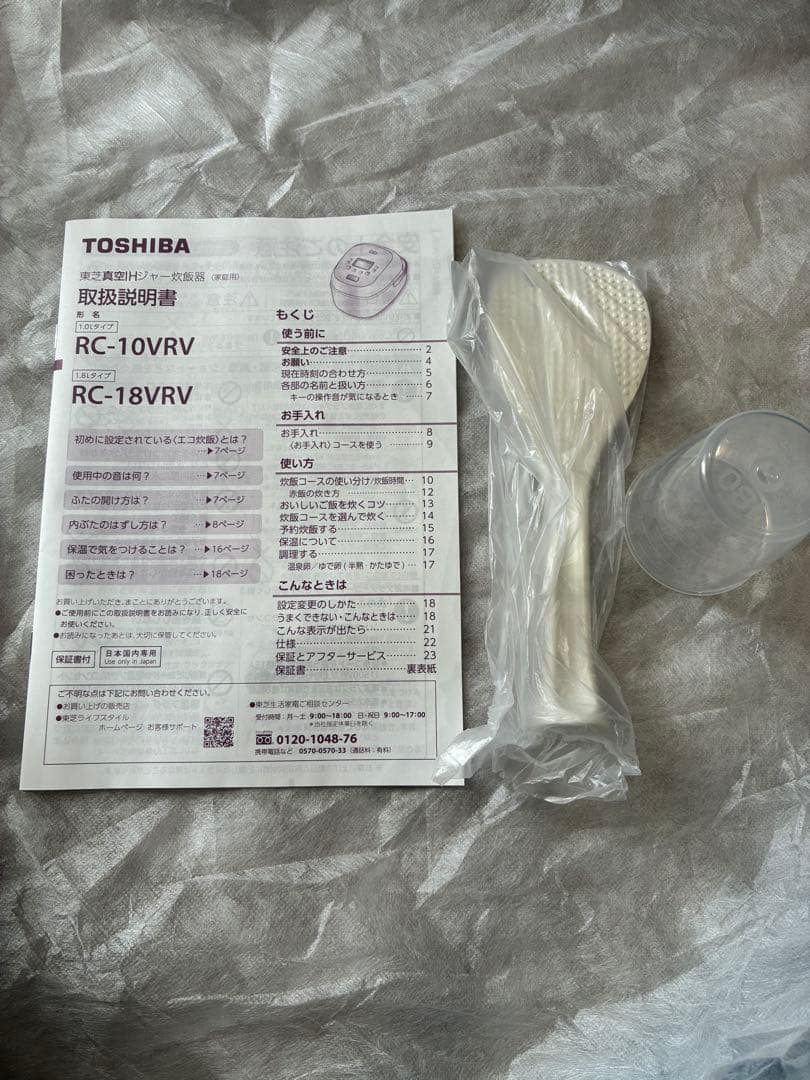 TOSHIBA
東芝真空IHジャー炊飯器〈家庭用〉
取扱説明書
形 名
1.0Lタイプ
RC-10VRV
1.8Lタイプ
RC-18VRV
初めに設定されている〈エコ炊飯〉とは?
…▶7ページ
使用中の音は何? …▶7ページ
ふたの開け方は? …▶7ページ
内ぶたのはずし方は? …▶8ページ
保温で気をつけることは? …▶16ページ
困ったときは? …▶18ページ
お買い上げいただき、まことにありがとうございます。
●ご使用前にこの取扱説明書をお読みになり、正しく安全にお使いください。
●お読みになったあとは、大切に保管してください。
保証書付
日本国内専用
Use only in Japan
もくじ
使う前に
安全上のご注意 2
お願い 4
現在時刻の合わせ方 5
各部の名前と扱い方 6
キーの操作音が気になるとき 7
お手入れ
お手入れ 8
〈お手入れ〉コースを使う 9
使い方
炊飯コースの使い分け/炊飯時間 10
赤飯の炊き方 12
おいしいご飯を炊くコツ 13
炊飯コースを選んで炊く 14
予約炊飯する 15
保温について 16
調理する 17
温泉卵/ゆで卵(半熟・かたゆで) 17
こんなときは
設定変更のしかた 18
うまくできない・こんなときは 18
こんな表示が出たら 21
仕様 22
保証とアフターサービス 23
保証書 裏表紙
ご不明な点は下記にお問い合わせください。
●お買い上げの販売店
●東芝ライフスタイル
ホームページ お客様サポート
●東芝生活家電ご相談センター
受付時間:月~土 9:00~18:00 日・祝日 9:00~17:00
*当社指定休業日を除く
0120-1048-76
携帯電話など 0570-0570-33(通話料:有料)